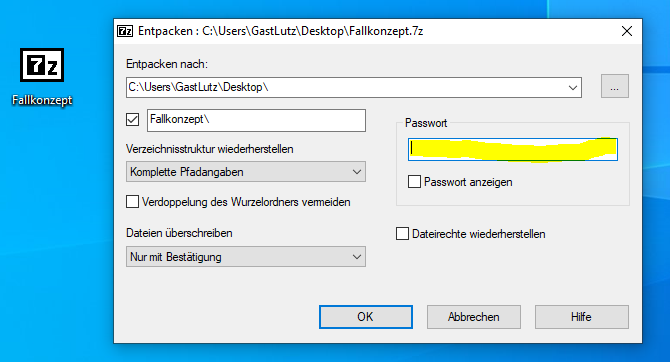 7z
Fallkonzept
7z Entpacken : C:\Users\GastLutz\Desktop\Fallkonzept.7z
Entpacken nach:
C:\Users\GastLutz\Desktop\
...
Fallkonzept\
Passwort
Verzeichnisstruktur wiederherstellen
Komplette Pfadangaben
Passwort anzeigen
Verdoppelung des Wurzelordners vermeiden
Dateien überschreiben
Dateirechte wiederherstellen
Nur mit Bestätigung
OK
Abbrechen
Hilfe